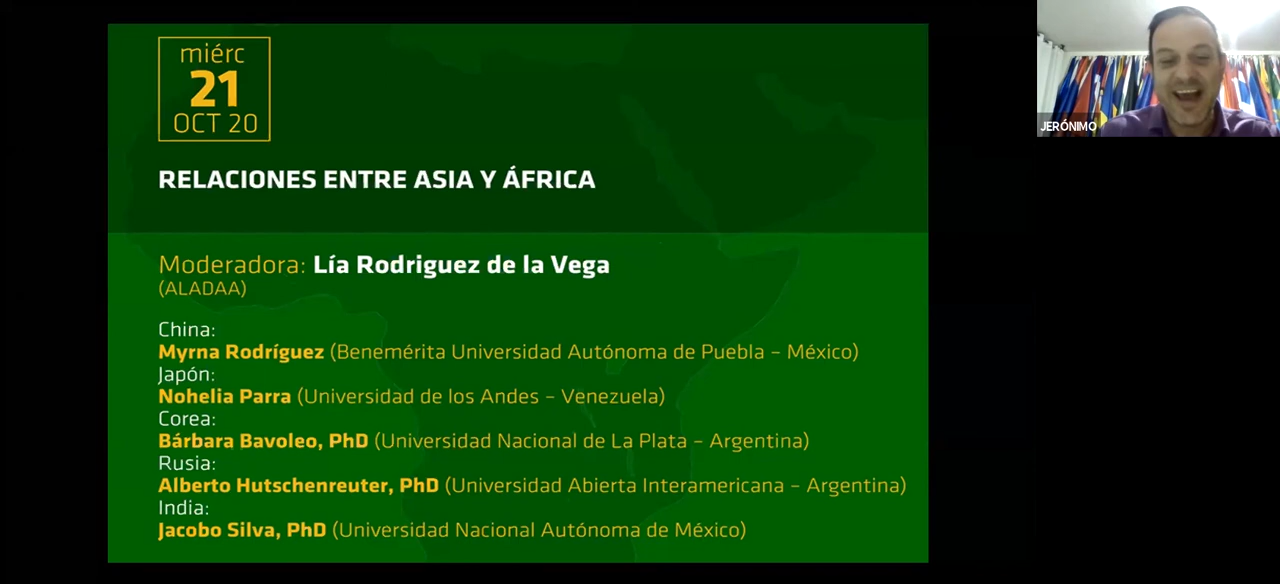 miérc
21
OCT 20
RELACIONES ENTRE ASIA Y ÁFRICA
Moderadora: Lía Rodriguez de la Vega
(ALADAA)
China:
Myrna Rodríguez (Benemérita Universidad Autónoma de Puebla – México)
Japón:
Nohelia Parra (Universidad de los Andes – Venezuela)
Corea:
Bárbara Bavoleo, PhD (Universidad Nacional de La Plata – Argentina)
Rusia:
Alberto Hutschenreuter, PhD (Universidad Abierta Interamericana – Argentina)
India:
Jacobo Silva, PhD (Universidad Nacional Autónoma de México)
JERÓNIMO